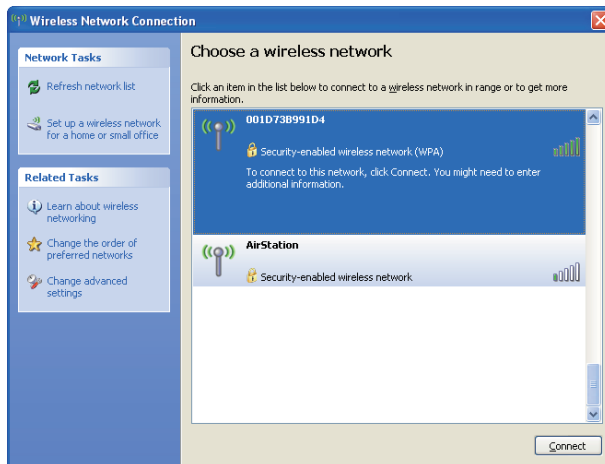 Wireless Network Connection
Network Tasks
Refresh network list
Set up a wireless network
for a home or small office
Related Tasks
Learn about wireless
networking
Change the order of
preferred networks
Change advanced
settings
Choose a wireless network
Click an item in the list below to connect to a wireless network in range or to get more
information.
001D73B991D4
Security-enabled wireless network (WPA)
To connect to this network, click Connect. You might need to enter
additional information.
AirStation
Security-enabled wireless network
Connect